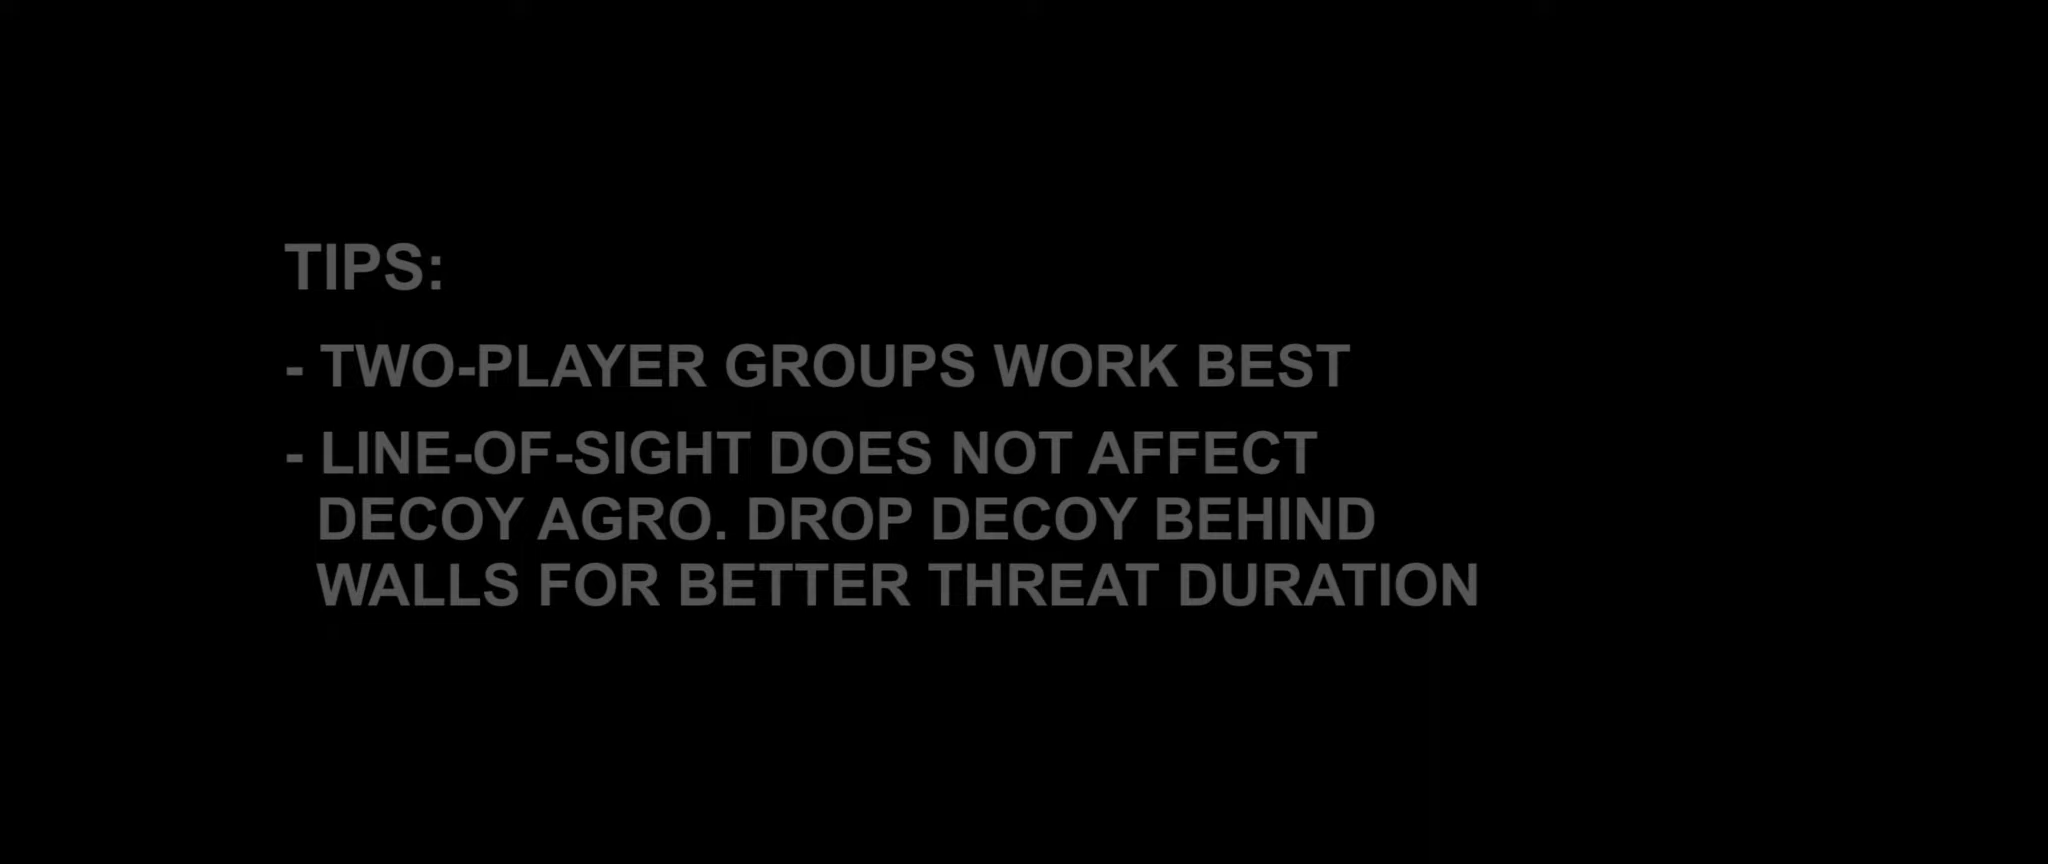 TIPS:
- TWO-PLAYER GROUPS WORK BEST
- LINE-OF-SIGHT DOES NOT AFFECT
DECOY AGRO. DROP DECOY BEHIND
WALLS FOR BETTER THREAT DURATION